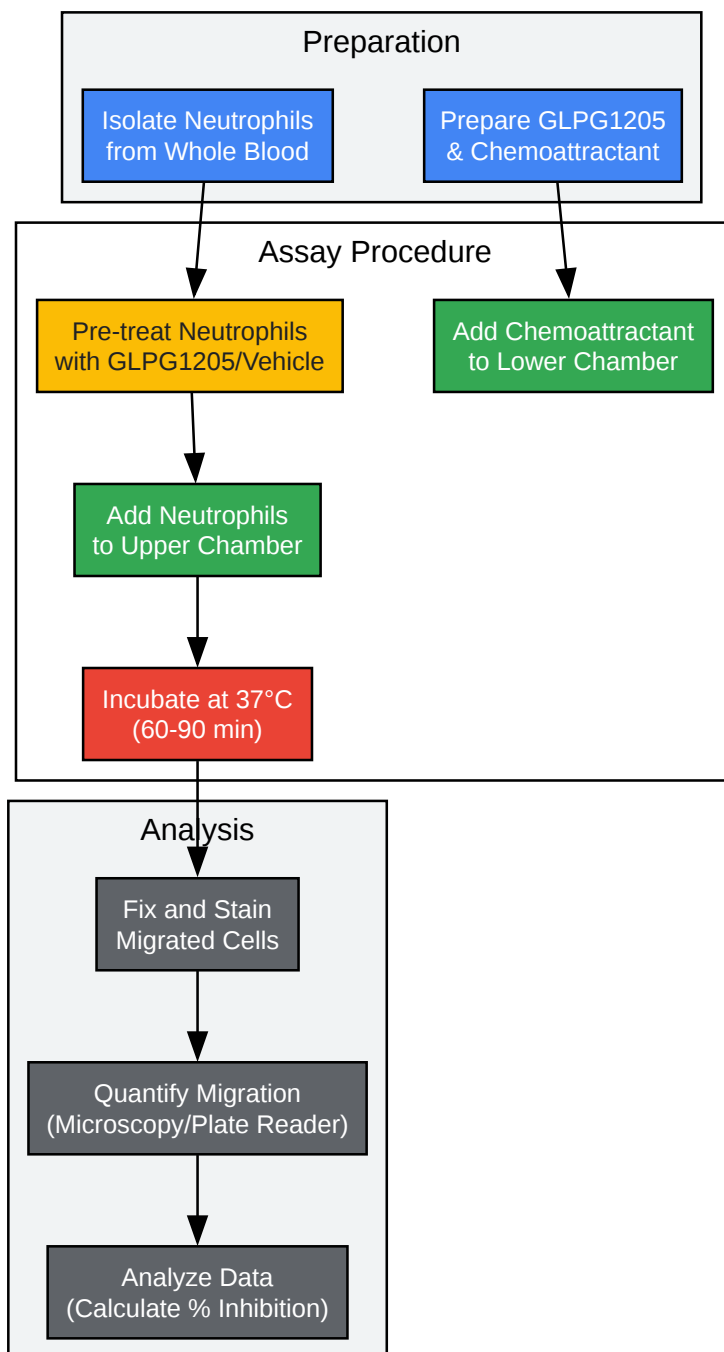 Preparation
Isolate Neutrophils
from Whole Blood
Prepare GLPG1205
& Chemoattractant
Assay Procedure
Pre-treat Neutrophils
with GLPG1205/Vehicle
Add Chemoattractant
to Lower Chamber
Add Neutrophils
to Upper Chamber
Incubate at 37°C
(60-90 min)
Analysis
Fix and Stain
Migrated Cells
Quantify Migration
(Microscopy/Plate Reader)
Analyze Data
(Calculate % Inhibition)